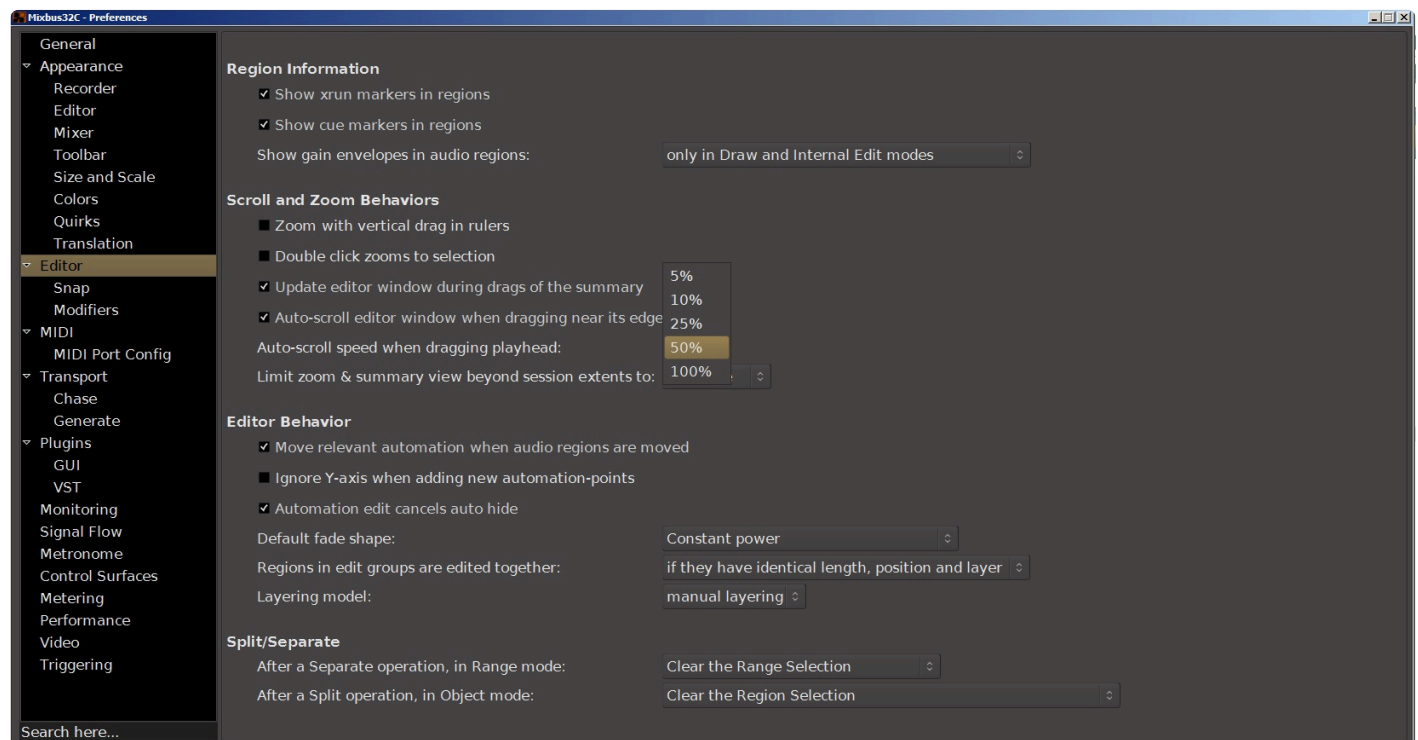 Mixbus32C - Preferences
General
Appearance
Recorder
Editor
Mixer
Toolbar
Size and Scale
Colors
Quirks
Translation
Editor
Snap
Modifiers
MIDI
MIDI Port Config
Transport
Chase
Generate
Plugins
GUI
VST
Monitoring
Signal Flow
Metronome
Control Surfaces
Metering
Performance
Video
Triggering
Search here...
Region Information
Show xrun markers in regions
Show cue markers in regions
Show gain envelopes in audio regions: only in Draw and Internal Edit modes
Scroll and Zoom Behaviors
Zoom with vertical drag in rulers
Double click zooms to selection
Update editor window during drags of the summary
Auto-scroll editor window when dragging near its edge
Auto-scroll speed when dragging playhead:
Limit zoom & summary view beyond session extents to:
5%
10%
25%
50%
100%
Editor Behavior
Move relevant automation when audio regions are moved
Ignore Y-axis when adding new automation-points
Automation edit cancels auto hide
Default fade shape: Constant power
Regions in edit groups are edited together: if they have identical length, position and layer
Layering model: manual layering
Split/Separate
After a Separate operation, in Range mode: Clear the Range Selection
After a Split operation, in Object mode: Clear the Region Selection